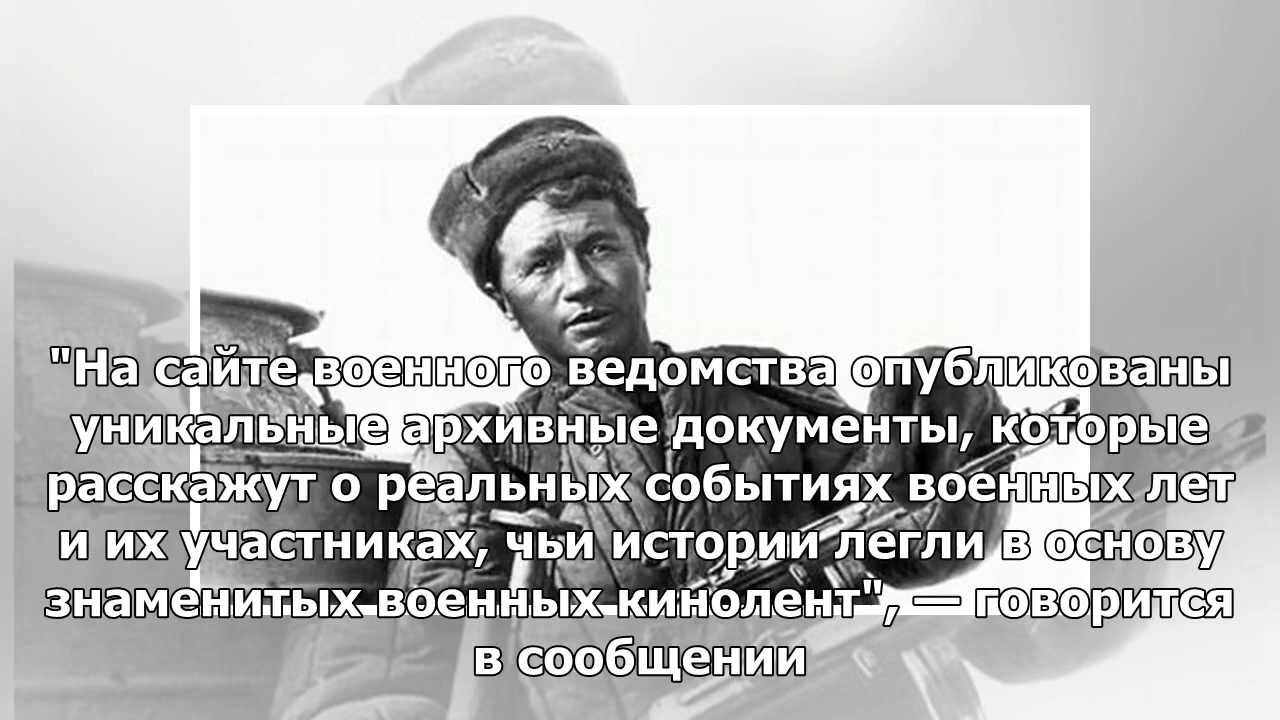 "На сайте военного ведомства опубликованы
уникальные архивные документы, которые
расскажут о реальных событиях военных лет
и их участниках, чьи истории легли в основу
знаменитых военных кинолент", — говорится
в сообщении